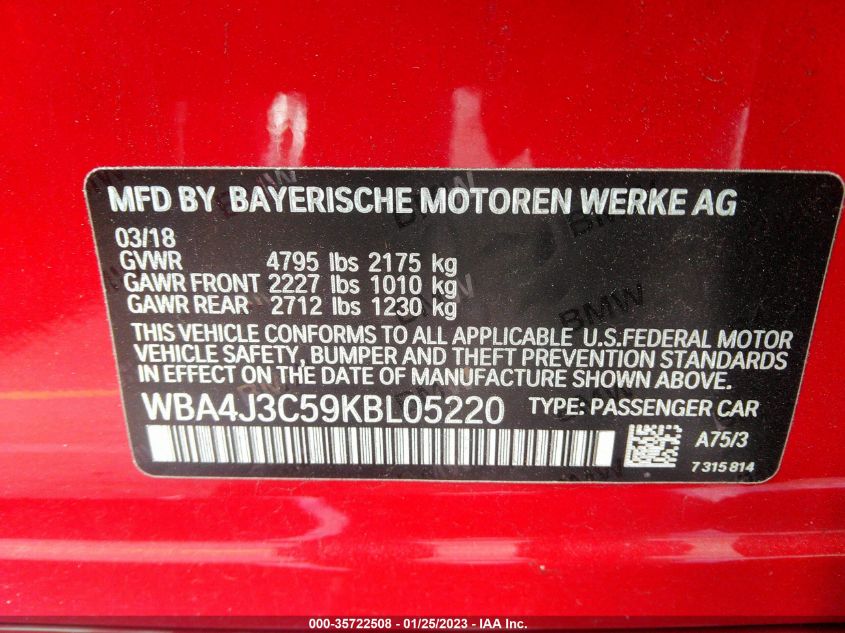 MFD BY BAYERISCHE MOTOREN WERKE AG
03/18
GVWR 4795 lbs 2175 kg
GAWR FRONT 2227 lbs 1010 kg
GAWR REAR 2712 lbs 1230 kg
THIS VEHICLE CONFORMS TO ALL APPLICABLE U.S.FEDERAL MOTOR
VEHICLE SAFETY, BUMPER AND THEFT PREVENTION STANDARDS
IN EFFECT ON THE DATE OF MANUFACTURE SHOWN ABOVE.
WBA4J3C59KBL05220 TYPE: PASSENGER CAR
A75/3
7 315 814
000-35722508 - 01/25/2023 - IAA Inc.